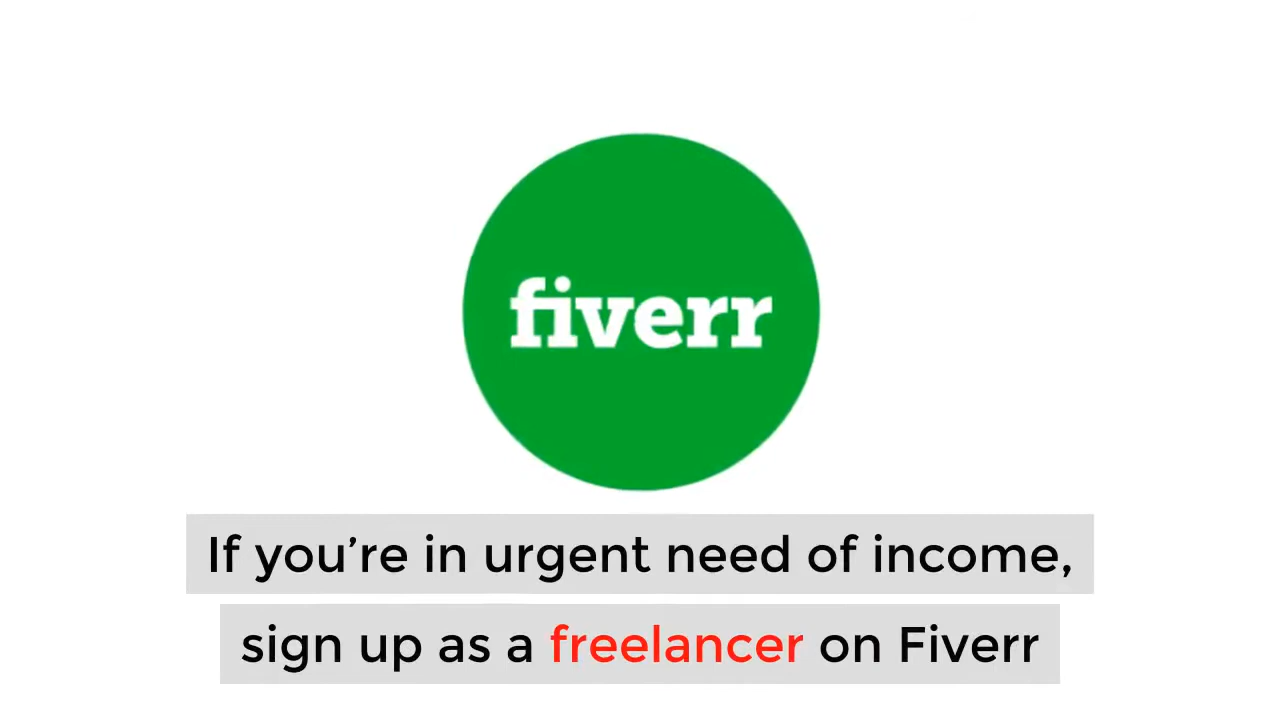 fiverr
If you’re in urgent need of income,
sign up as a freelancer on Fiverr